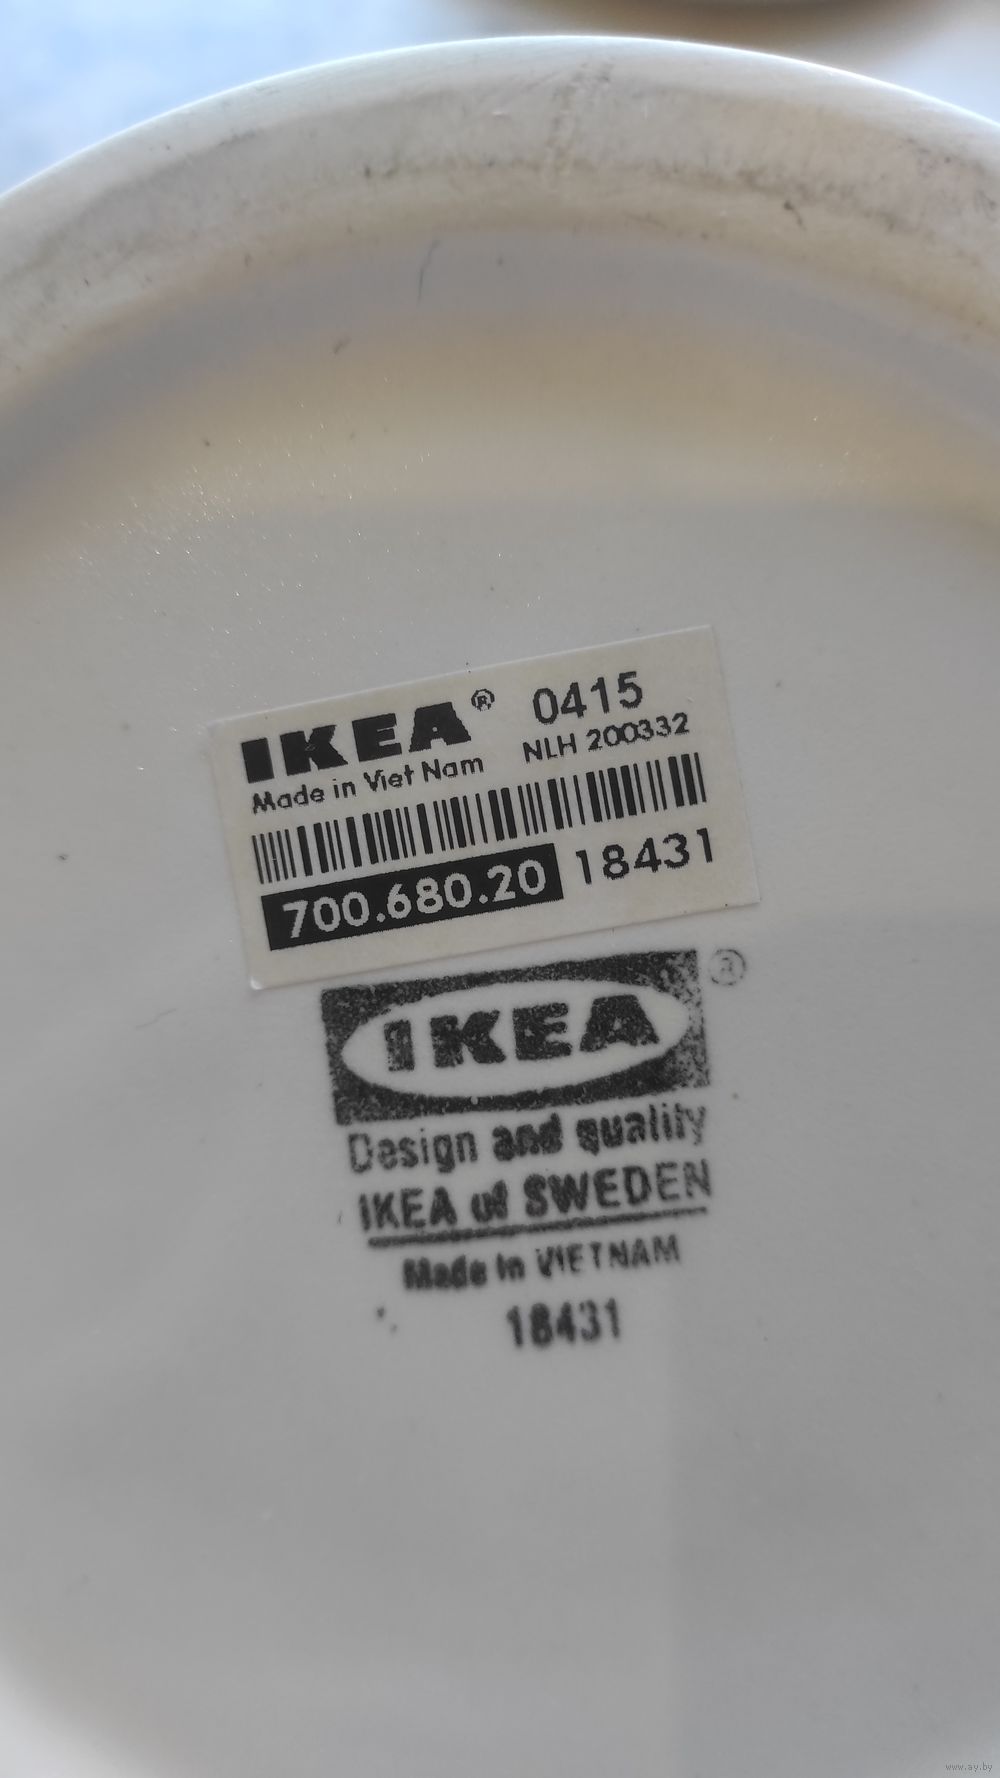 IKEA® 0415
Made in Viet Nam NLH 200332
700.680.20 18431
IKEA ®
Design and quality
IKEA of SWEDEN
Made in VIETNAM
18431
www.ay.by